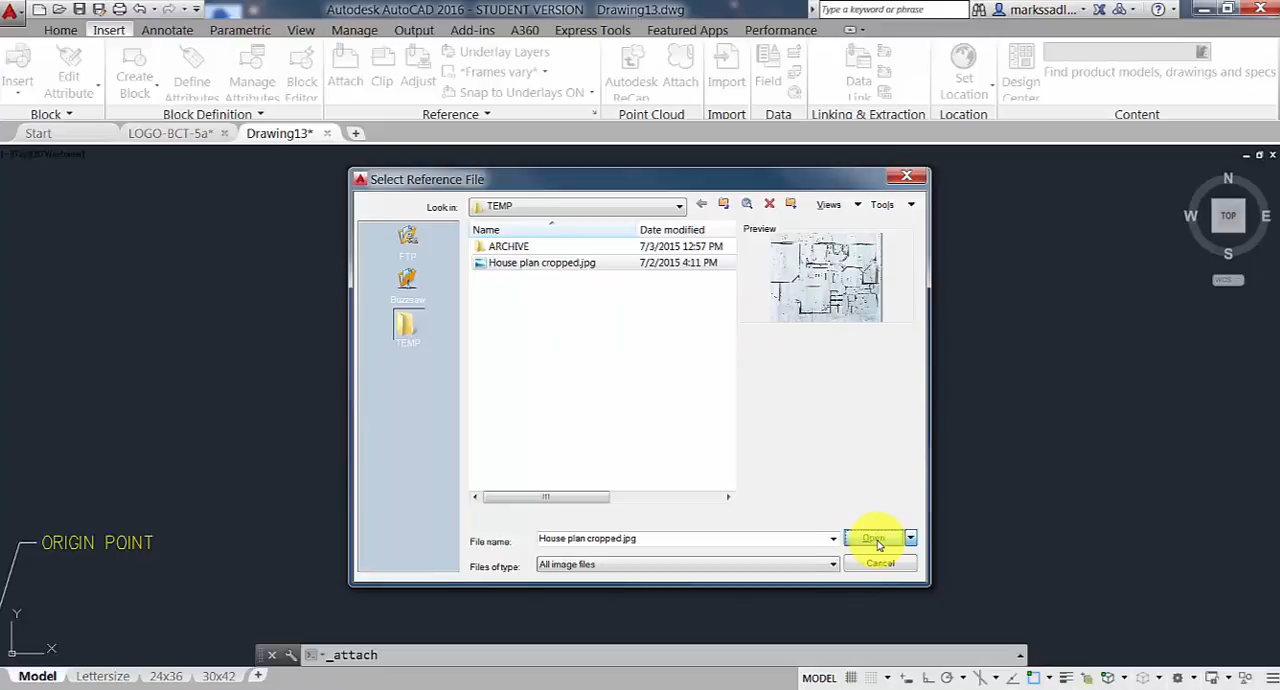 Autodesk AutoCAD 2016 - STUDENT VERSION Drawing13.dwg
Type a keyword or phrase
markssadl...
Home Insert Annotate Parametric View Manage Output Add-ins A360 Express Tools Featured Apps Performance
Insert
Edit Attribute
Create Block
Define Attributes
Manage Attributes
Block Editor
Attach
Clip
Adjust
Underlay Layers
*Frames vary*
Snap to Underlays ON
Autodesk ReCap
Attach
Import
Field
Data Link
Set Location
Design Center
Find product models, drawings and specs
Block Block Definition Reference Point Cloud Import Data Linking & Extraction Location Content
Start LOGO-BCT-5a* Drawing13*
Select Reference File
Look in: TEMP
Views Tools
Name Date modified Preview
ARCHIVE 7/3/2015 12:57 PM
House plan cropped.jpg 7/2/2015 4:11 PM
FTP
Buzzsaw
TEMP
File name: House plan cropped.jpg Open
Files of type: All image files Cancel
N
W TOP E
S
WCS
ORIGIN POINT
Y
X
_attach
Model Lettersize 24x36 30x42
MODEL